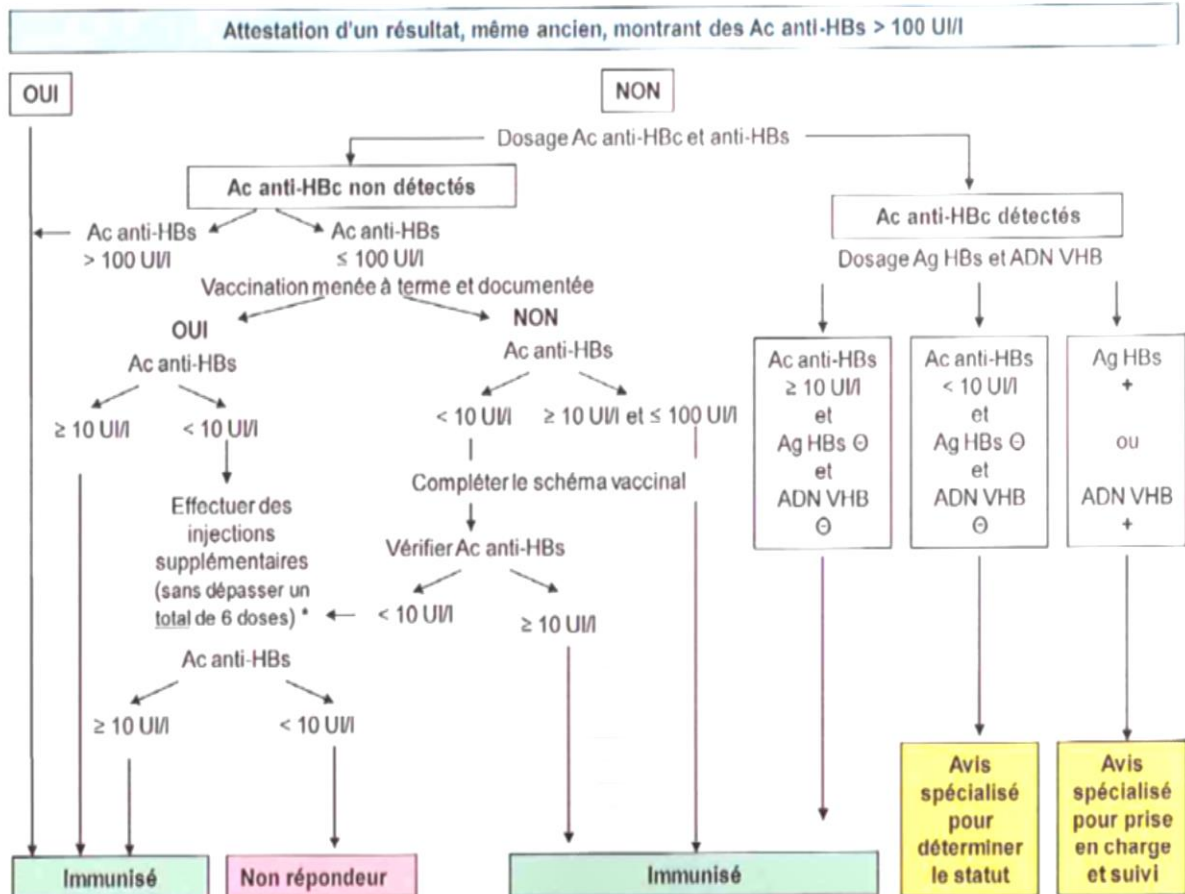 Attestation d'un résultat, même ancien, montrant des Ac anti-HBs > 100 UI/l
OUI
NON
Dosage Ac anti-HBc et anti-HBs
Ac anti-HBc non détectés
Ac anti-HBc détectés
Ac anti-HBs
> 100 UI/l
Ac anti-HBs
≤ 100 UI/l
Dosage Ag HBs et ADN VHB
Vaccination menée à terme et documentée
OUI
Ac anti-HBs
NON
Ac anti-HBs
≥ 10 UI/l
< 10 UI/l
< 10 UI/l
≥ 10 UI/l et ≤ 100 UI/l
Ac anti-HBs
≥ 10 UI/l
et
Ag HBs Θ
et
ADN VHB
Θ
Ac anti-HBs
< 10 UI/l
et
Ag HBs Θ
et
ADN VHB
Θ
Ag HBs
+
ou
ADN VHB
+
Effectuer des
injections
supplémentaires
(sans dépasser un
total de 6 doses) *
Compléter le schéma vaccinal
Vérifier Ac anti-HBs
< 10 UI/l
≥ 10 UI/l
Ac anti-HBs
≥ 10 UI/l
< 10 UI/l
Immunisé
Non répondeur
Immunisé
Avis
spécialisé
pour
déterminer
le statut
Avis
spécialisé
pour prise
en charge
et suivi